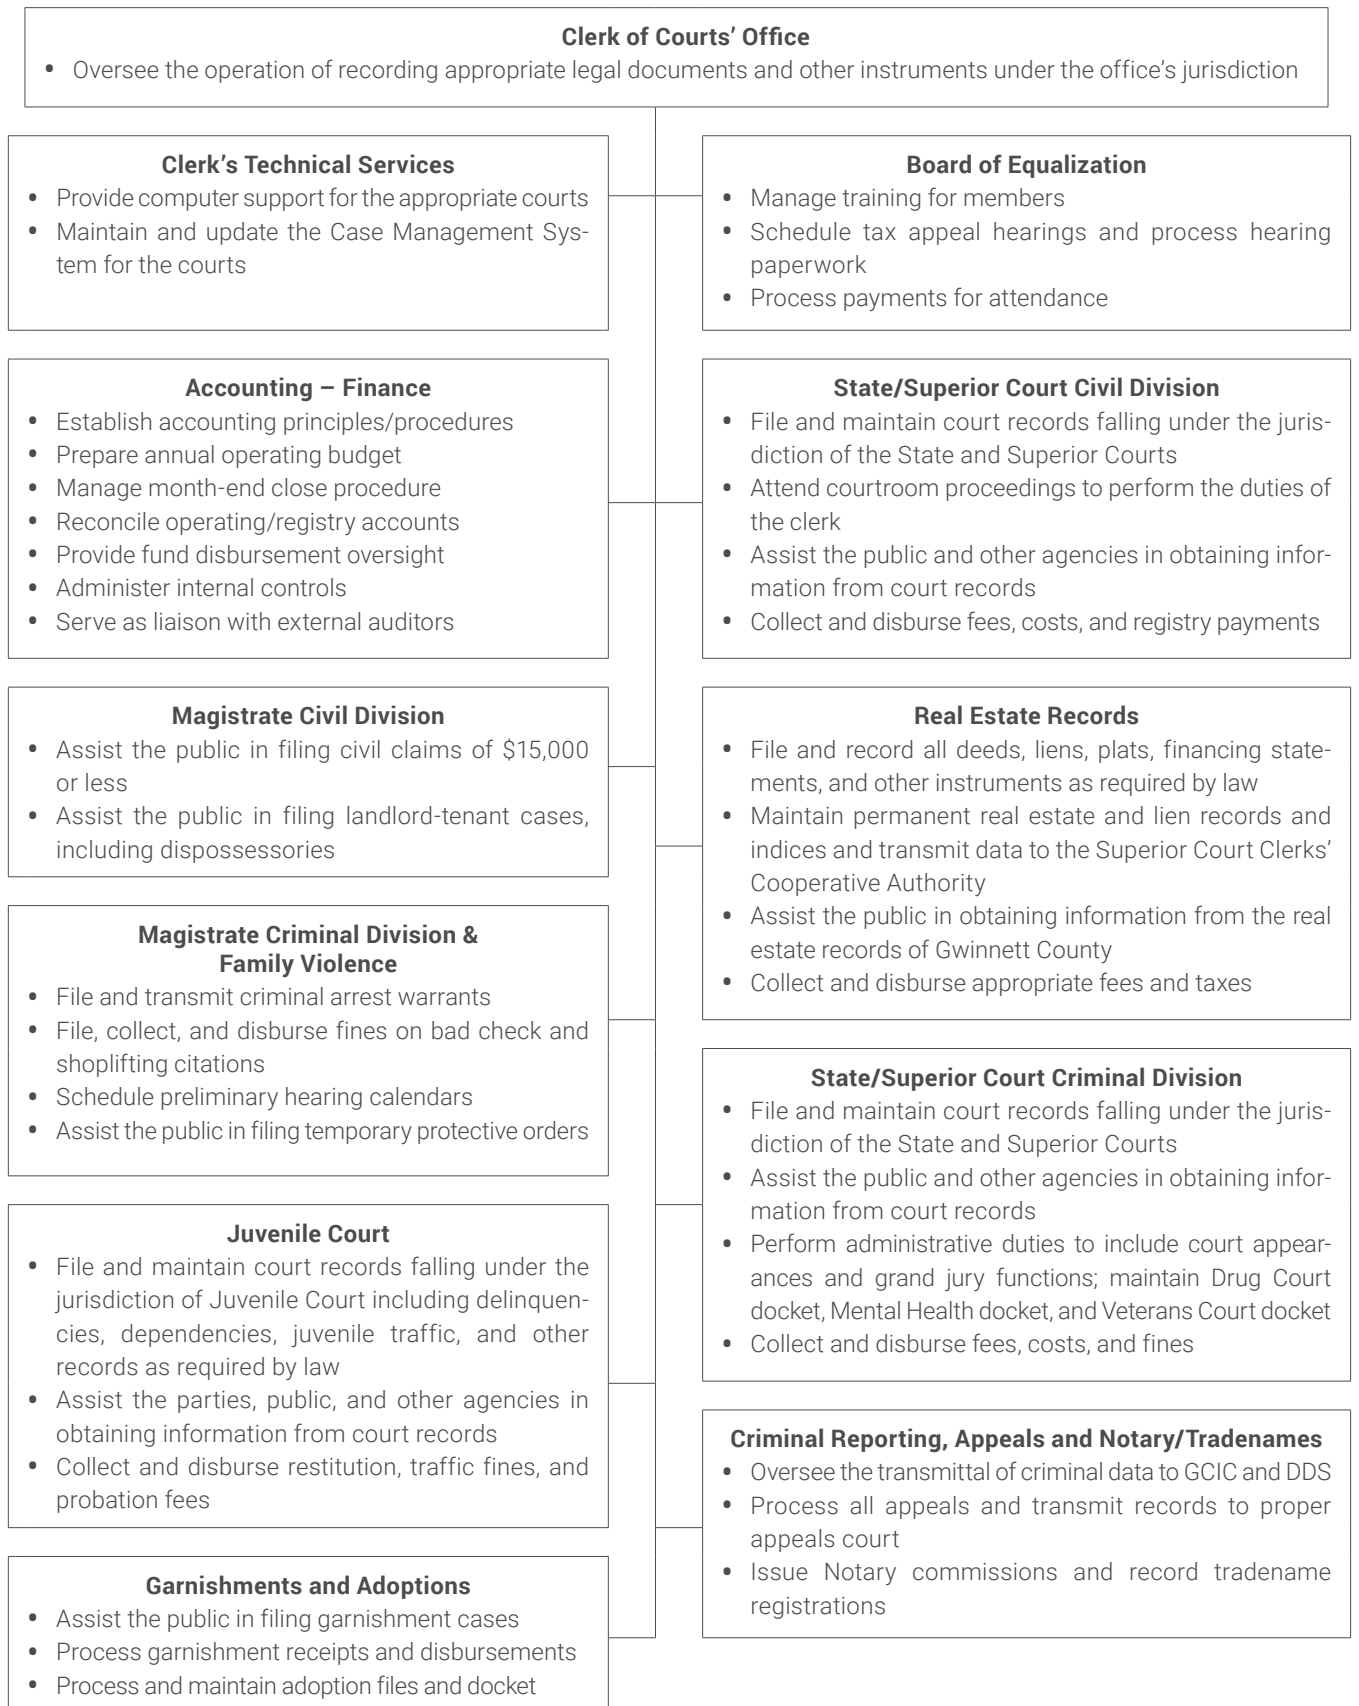 Clerk of Courts’ Office
• Oversee the operation of recording appropriate legal documents and other instruments under the office’s jurisdiction
Clerk’s Technical Services
• Provide computer support for the appropriate courts
• Maintain and update the Case Management Sys-
tem for the courts
Board of Equalization
• Manage training for members
• Schedule tax appeal hearings and process hearing
paperwork
• Process payments for attendance
Accounting – Finance
• Establish accounting principles/procedures
• Prepare annual operating budget
• Manage month-end close procedure
• Reconcile operating/registry accounts
• Provide fund disbursement oversight
• Administer internal controls
• Serve as liaison with external auditors
State/Superior Court Civil Division
• File and maintain court records falling under the juris-
diction of the State and Superior Courts
• Attend courtroom proceedings to perform the duties of
the clerk
• Assist the public and other agencies in obtaining infor-
mation from court records
• Collect and disburse fees, costs, and registry payments
Magistrate Civil Division
• Assist the public in filing civil claims of $15,000
or less
• Assist the public in filing landlord-tenant cases,
including dispossessories
Real Estate Records
• File and record all deeds, liens, plats, financing state-
ments, and other instruments as required by law
• Maintain permanent real estate and lien records and
indices and transmit data to the Superior Court Clerks’
Cooperative Authority
• Assist the public in obtaining information from the real
estate records of Gwinnett County
• Collect and disburse appropriate fees and taxes
Magistrate Criminal Division &
Family Violence
• File and transmit criminal arrest warrants
• File, collect, and disburse fines on bad check and
shoplifting citations
• Schedule preliminary hearing calendars
• Assist the public in filing temporary protective orders
State/Superior Court Criminal Division
• File and maintain court records falling under the juris-
diction of the State and Superior Courts
• Assist the public and other agencies in obtaining infor-
mation from court records
• Perform administrative duties to include court appear-
ances and grand jury functions; maintain Drug Court
docket, Mental Health docket, and Veterans Court docket
• Collect and disburse fees, costs, and fines
Juvenile Court
• File and maintain court records falling under the
jurisdiction of Juvenile Court including delinquen-
cies, dependencies, juvenile traffic, and other
records as required by law
• Assist the parties, public, and other agencies in
obtaining information from court records
• Collect and disburse restitution, traffic fines, and
probation fees
Criminal Reporting, Appeals and Notary/Tradenames
• Oversee the transmittal of criminal data to GCIC and DDS
• Process all appeals and transmit records to proper
appeals court
• Issue Notary commissions and record tradename
registrations
Garnishments and Adoptions
• Assist the public in filing garnishment cases
• Process garnishment receipts and disbursements
• Process and maintain adoption files and docket